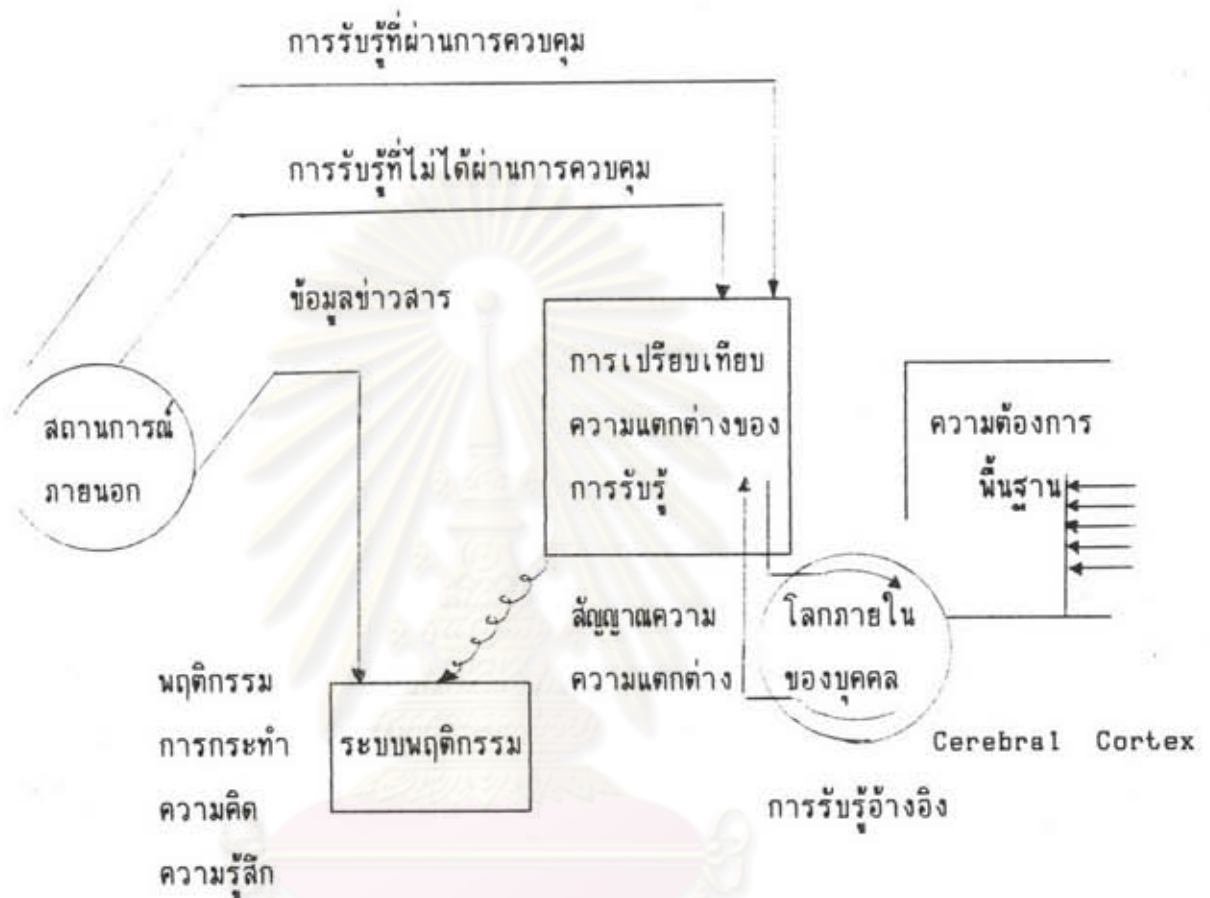 การรับรู้ที่ผ่านการควบคุม
การรับรู้ที่ไม่ได้ผ่านการควบคุม
ข้อมูลข่าวสาร
สถานการณ์
ภายนอก
การเปรียบเทียบ
ความแตกต่างของ
การรับรู้
ความต้องการ
พื้นฐาน
สัญญาณความ
ความแตกต่าง
โลกภายใน
ของบุคคล
พฤติกรรม
การกระทำ
ความคิด
ความรู้สึก
ระบบพฤติกรรม
Cerebral Cortex
การรับรู้อ้างอิง